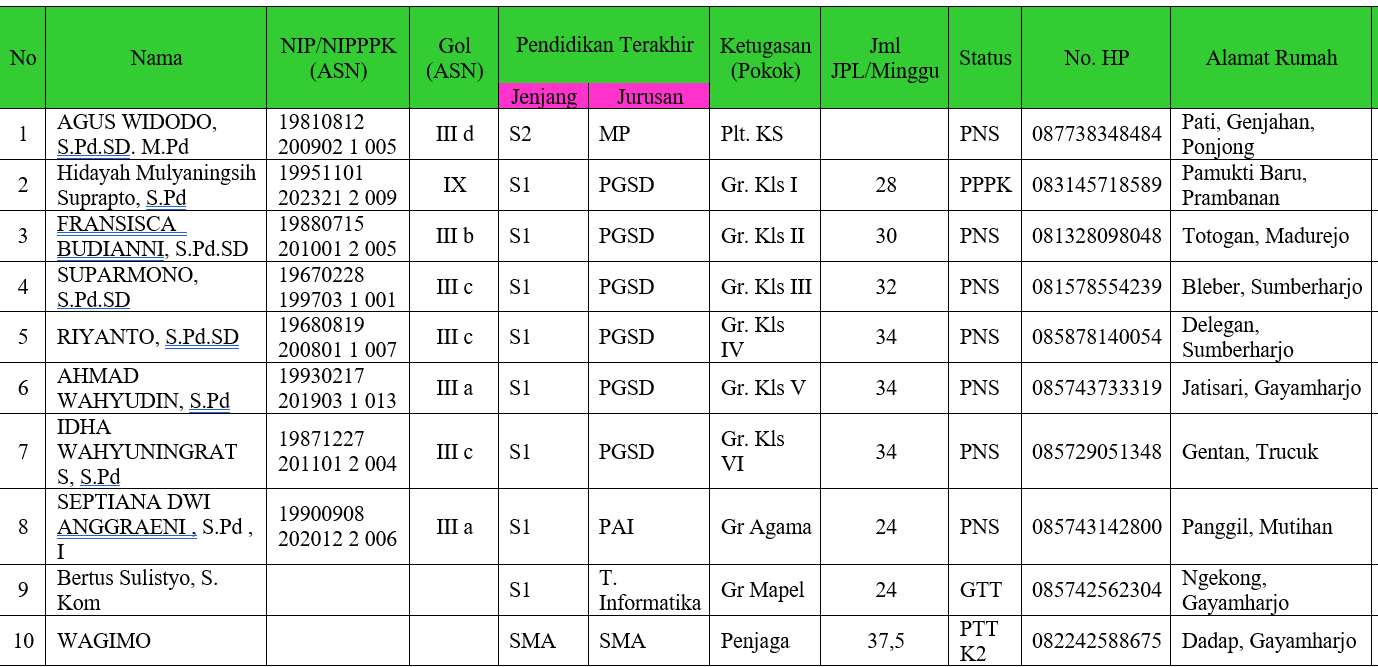 No Nama NIP/NIPPPK (ASN) Gol (ASN) Pendidikan Terakhir Ketugasan (Pokok) Jml JPL/Minggu Status No. HP Alamat Rumah
Jenjang Jurusan
1 AGUS WIDODO, S.Pd.SD. M.Pd 19810812 200902 1 005 III d S2 MP Plt. KS PNS 087738348484 Pati, Genjahan, Ponjong
2 Hidayah Mulyaningsih Suprapto, S.Pd 19951101 202321 2 009 IX S1 PGSD Gr. Kls I 28 PPPK 083145718589 Pamukti Baru, Prambanan
3 FRANSISCA BUDIANNI, S.Pd.SD 19880715 201001 2 005 III b S1 PGSD Gr. Kls II 30 PNS 081328098048 Totogan, Madurejo
4 SUPARMONO, S.Pd.SD 19670228 199703 1 001 III c S1 PGSD Gr. Kls III 32 PNS 081578554239 Bleber, Sumberharjo
5 RIYANTO, S.Pd.SD 19680819 200801 1 007 III c S1 PGSD Gr. Kls IV 34 PNS 085878140054 Delegan, Sumberharjo
6 AHMAD WAHYUDIN, S.Pd 19930217 201903 1 013 III a S1 PGSD Gr. Kls V 34 PNS 085743733319 Jatisari, Gayamharjo
7 IDHA WAHYUNINGRAT S, S.Pd 19871227 201101 2 004 III c S1 PGSD Gr. Kls VI 34 PNS 085729051348 Gentan, Trucuk
8 SEPTIANA DWI ANGGRAENI , S.Pd , I 19900908 202012 2 006 III a S1 PAI Gr Agama 24 PNS 085743142800 Panggil, Mutihan
9 Bertus Sulistyo, S. Kom S1 T. Informatika Gr Mapel 24 GTT 085742562304 Ngekong, Gayamharjo
10 WAGIMO SMA SMA Penjaga 37,5 PTT K2 082242588675 Dadap, Gayamharjo